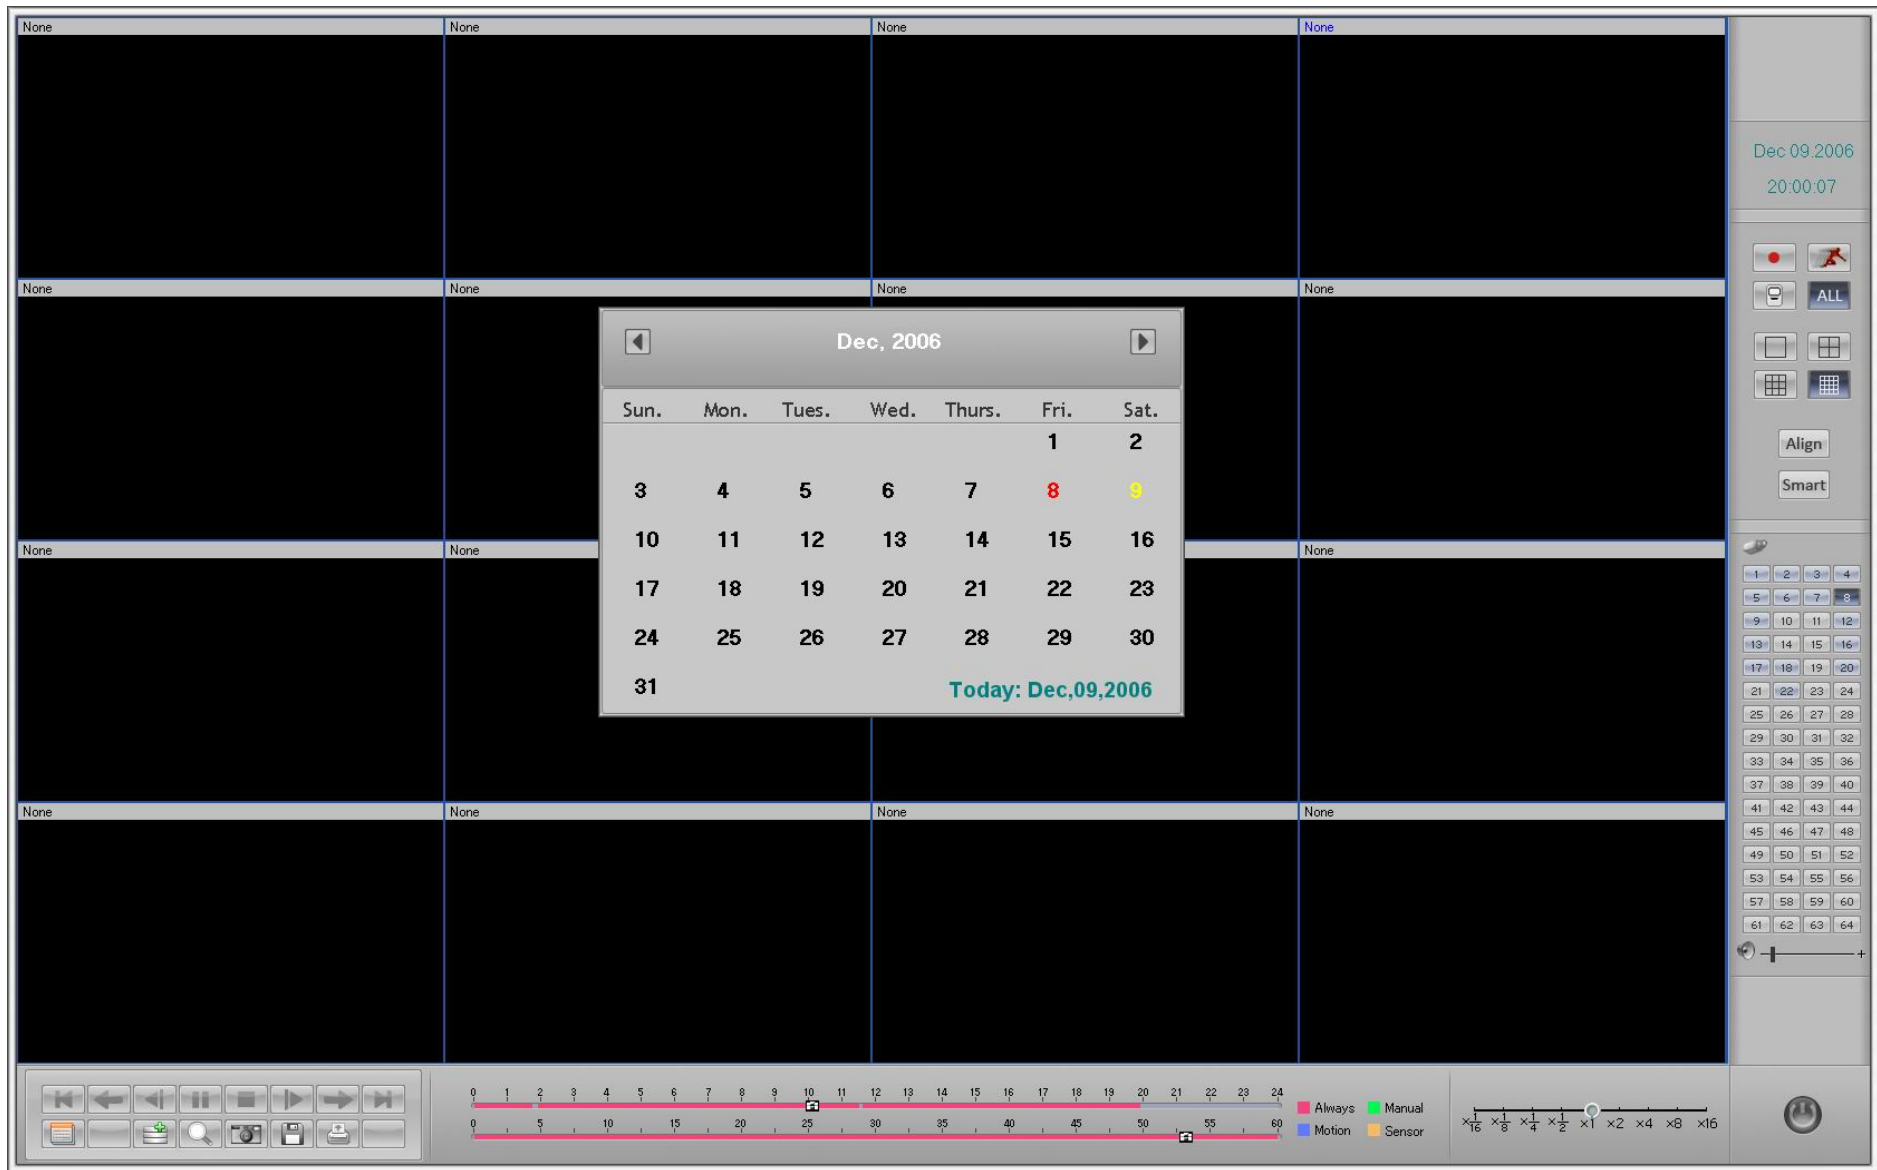 None None None None
Dec 09.2006
20:00:07
None None None None
ALL
Dec, 2006
Sun. Mon. Tues. Wed. Thurs. Fri. Sat.
1 2
3 4 5 6 7 8 9
10 11 12 13 14 15 16
17 18 19 20 21 22 23
24 25 26 27 28 29 30
31
Today: Dec,09,2006
Align
Smart
None None None
1 2 3 4
5 6 7 8
9 10 11 12
13 14 15 16
17 18 19 20
21 22 23 24
25 26 27 28
29 30 31 32
33 34 35 36
37 38 39 40
41 42 43 44
45 46 47 48
49 50 51 52
53 54 55 56
57 58 59 60
61 62 63 64
None None None None
- +
0 1 2 3 4 5 6 7 8 9 10 11 12 13 14 15 16 17 18 19 20 21 22 23 24
0 5 10 15 20 25 30 35 40 45 50 55 60
Always Manual
Motion Sensor
×1/16 ×1/8 ×1/4 ×1/2 ×1 ×2 ×4 ×8 ×16